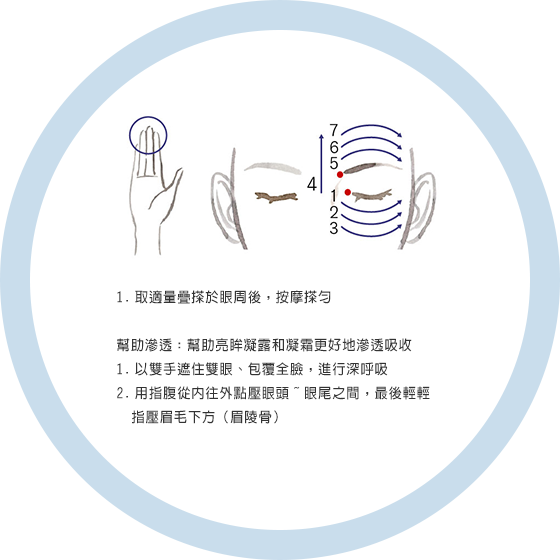 7
6
5
4
1
2
3
1. 取適量疊搽於眼周後，按摩搽勻
幫助滲透：幫助亮眸凝露和凝霜更好地滲透吸收
1. 以雙手遮住雙眼、包覆全臉，進行深呼吸
2. 用指腹從內往外點壓眼頭~眼尾之間，最後輕輕
指壓眉毛下方（眉陵骨）